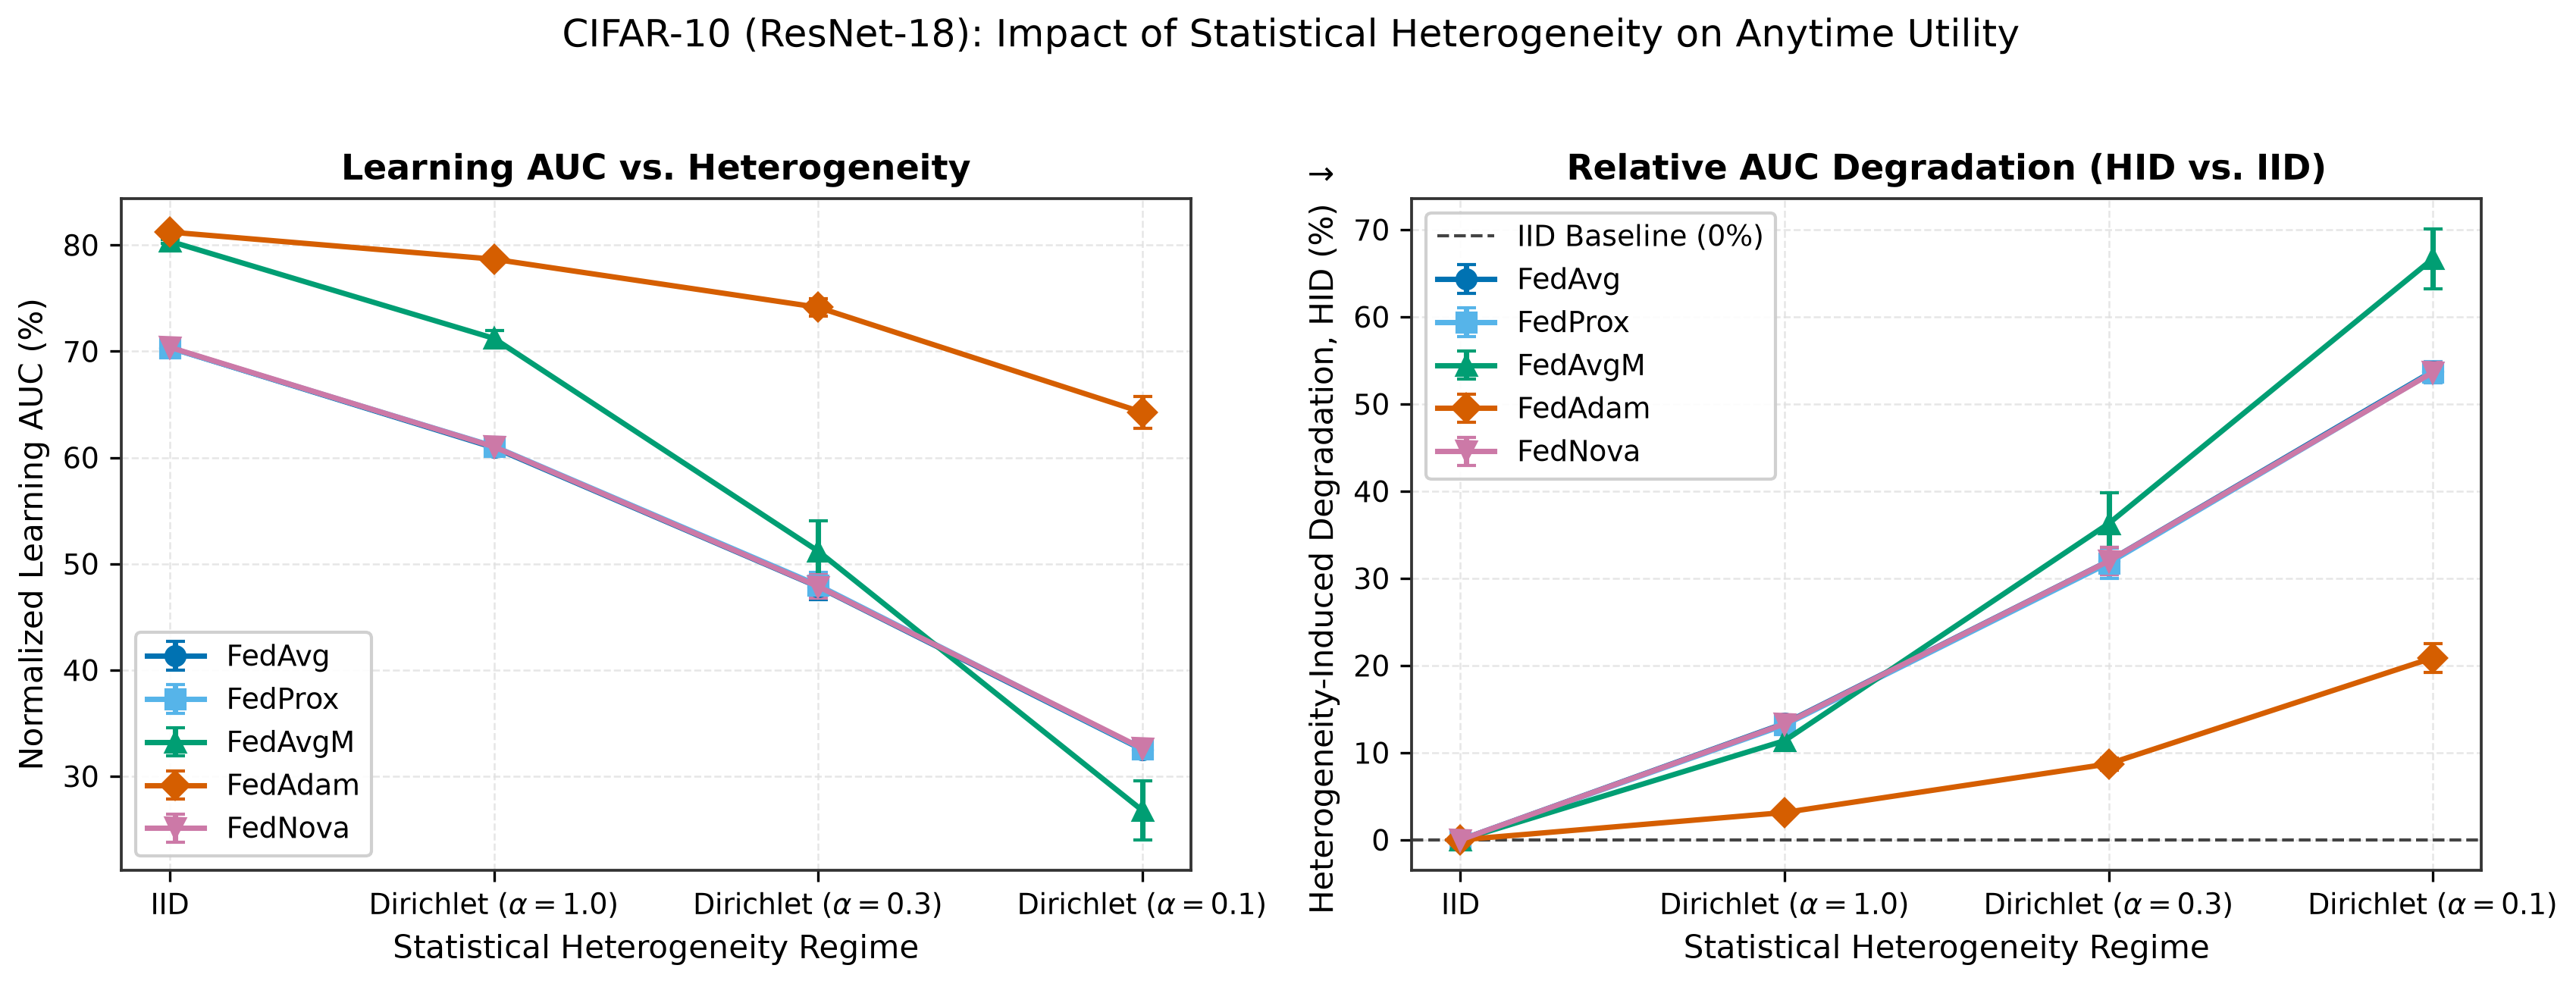 CIFAR-10 (ResNet-18): Impact of Statistical Heterogeneity on Anytime Utility
Learning AUC vs. Heterogeneity
Normalized Learning AUC (%)
80
70
60
50
40
30
FedAvg
FedProx
FedAvgM
FedAdam
FedNova
IID
Dirichlet (α = 1.0)
Dirichlet (α = 0.3)
Dirichlet (α = 0.1)
Statistical Heterogeneity Regime
Relative AUC Degradation (HID vs. IID)
Heterogeneity-Induced Degradation, HID (%) →
70
60
50
40
30
20
10
0
IID Baseline (0%)
FedAvg
FedProx
FedAvgM
FedAdam
FedNova
IID
Dirichlet (α = 1.0)
Dirichlet (α = 0.3)
Dirichlet (α = 0.1)
Statistical Heterogeneity Regime